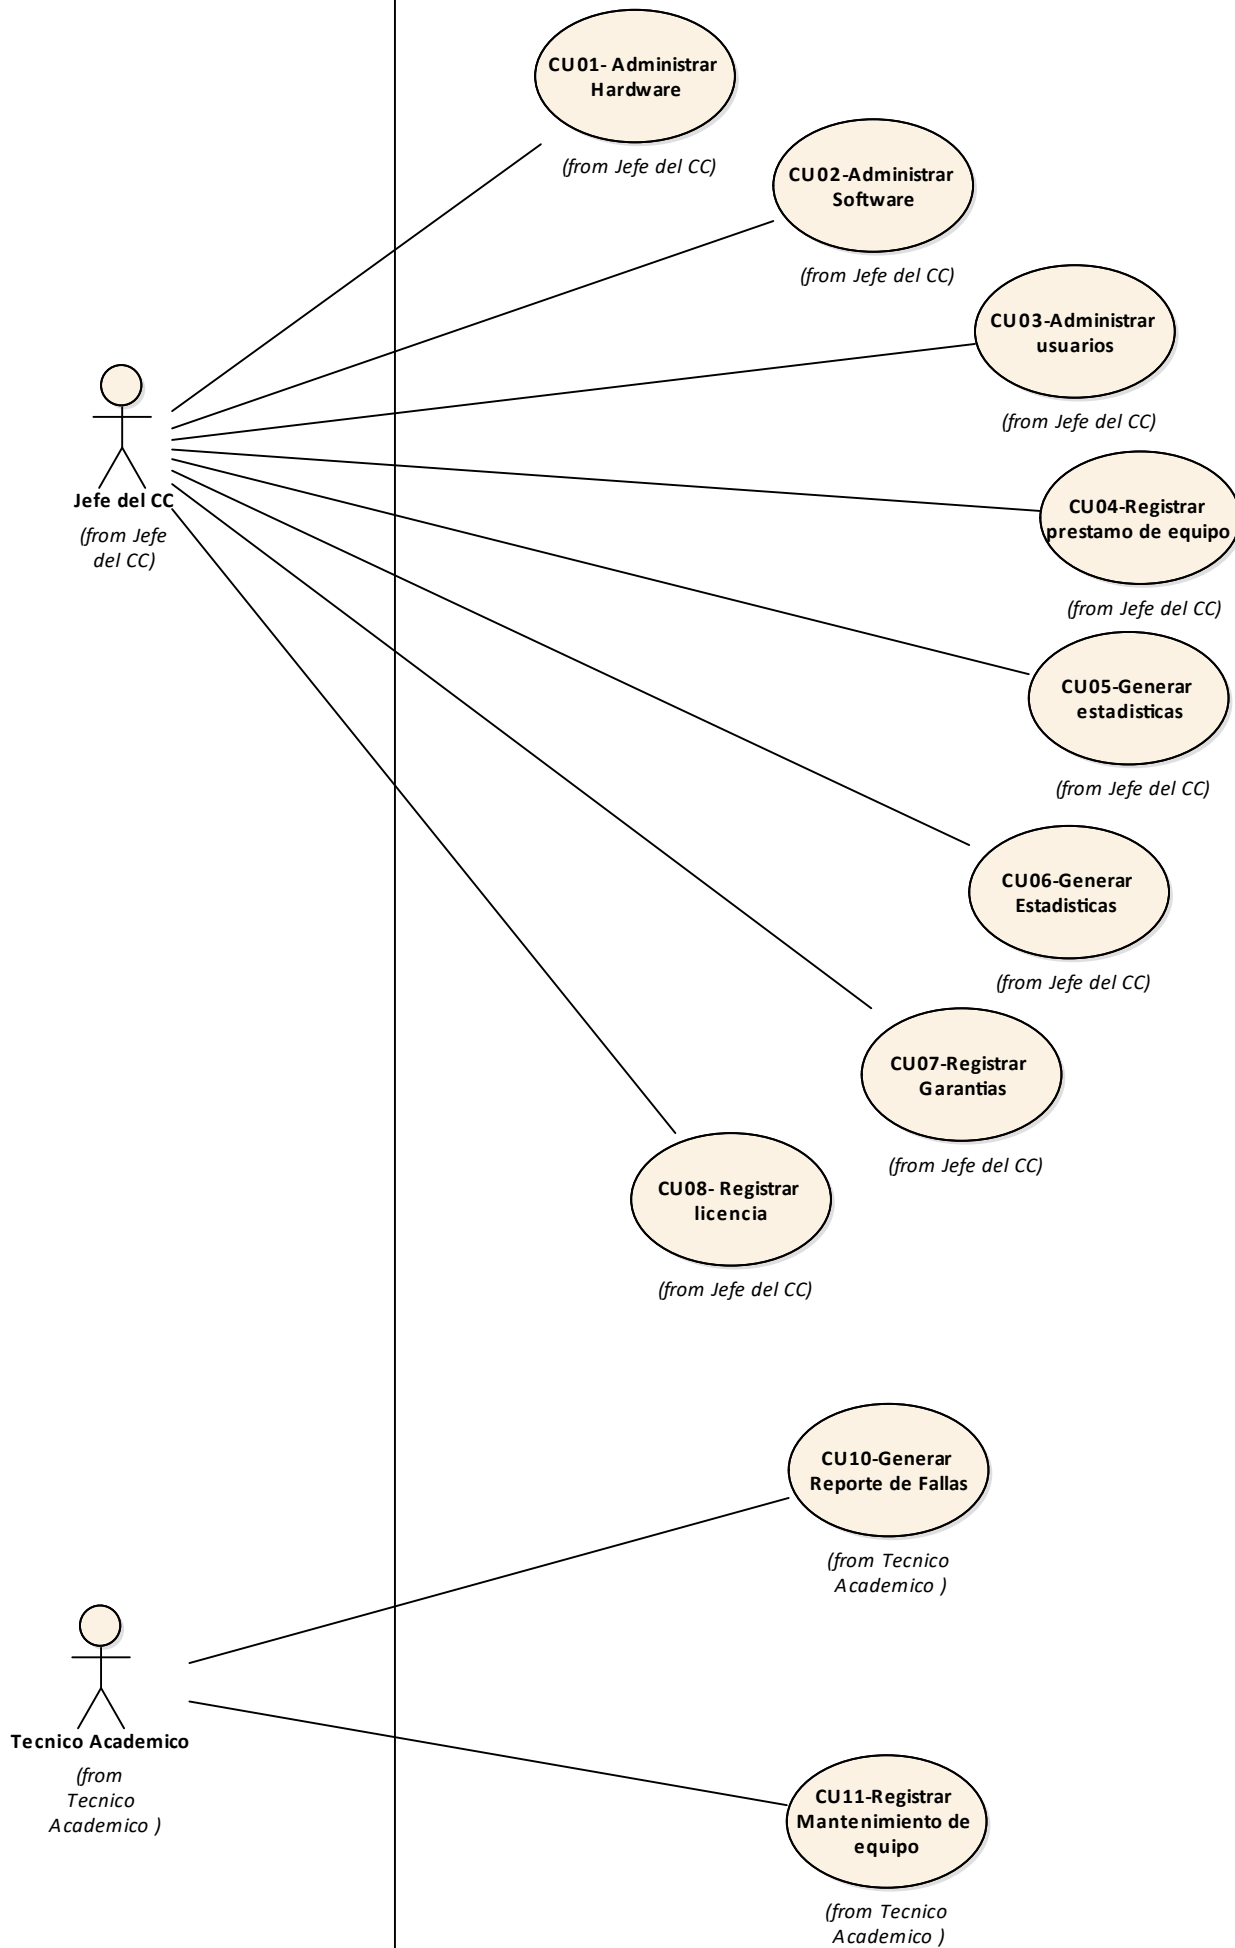 CU01- Administrar
Hardware
(from Jefe del CC)
CU02-Administrar
Software
(from Jefe del CC)
CU03-Administrar
usuarios
(from Jefe del CC)
Jefe del CC
(from Jefe
del CC)
CU04-Registrar
prestamo de equipo
(from Jefe del CC)
CU05-Generar
estadisticas
(from Jefe del CC)
CU06-Generar
Estadisticas
(from Jefe del CC)
CU07-Registrar
Garantias
(from Jefe del CC)
CU08- Registrar
licencia
(from Jefe del CC)
CU10-Generar
Reporte de Fallas
(from Tecnico
Academico )
Tecnico Academico
(from
Tecnico
Academico )
CU11-Registrar
Mantenimiento de
equipo
(from Tecnico
Academico )